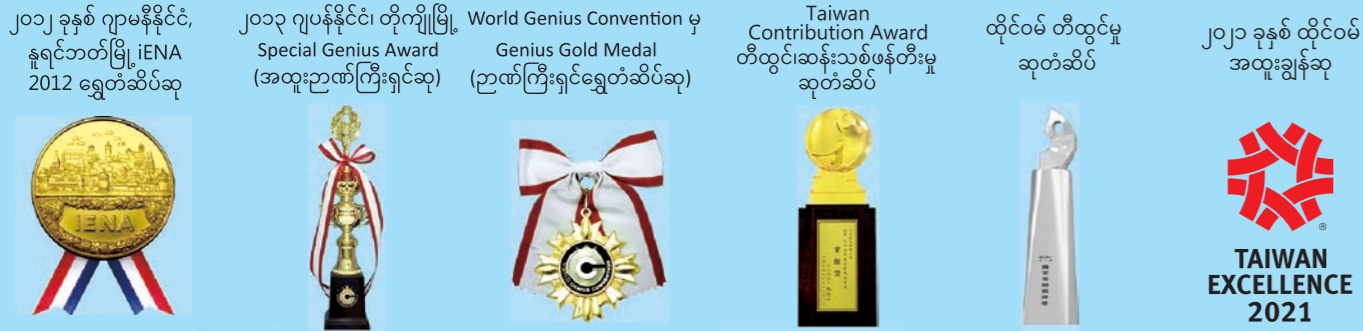 ၂၀၁၂ ခုနှစ် ဂျာမနီနိုင်ငံ,
နူရင်ဘတ်မြို့ iENA
2012 ရွှေတံဆိပ်ဆု
၂၀၁၃ ဂျပန်နိုင်ငံ၊ တိုကျိုမြို့
Special Genius Award
(အထူးဉာဏ်ကြီးရှင်ဆု)
World Genius Convention မှ
Genius Gold Medal
(ဉာဏ်ကြီးရှင်ရွှေတံဆိပ်ဆု)
Taiwan
Contribution Award
တီထွင်၊ဆန်းသစ်ဖန်တီးမှု
ဆုတံဆိပ်
ထိုင်ဝမ် တီထွင်မှု
ဆုတံဆိပ်
၂၀၂၁ ခုနှစ် ထိုင်ဝမ်
အထူးချွန်ဆု
IENA
®
TAIWAN
EXCELLENCE
2021